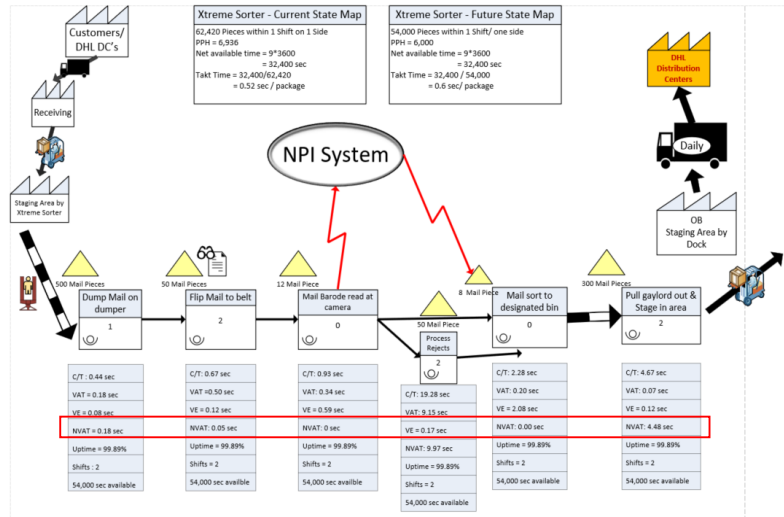 Customers/
DHL DC's
Receiving
Staging Area by
Xtreme Sorter
Xtreme Sorter - Current State Map
62,420 Pieces within 1 Shift on 1 Side
PPH = 6,936
Net available time = 9*3600
= 32,400 sec
Takt Time = 32,400/62,420
= 0.52 sec/ package
Xtreme Sorter - Future State Map
54,000 Pieces within 1 Shift/ one side
PPH = 6,000
Net available time = 9*3600
= 32,400 sec
Takt Time = 32,400 / 54,000
= 0.6 sec/ package
DHL
Distribution
Centers
Daily
OB
Staging Area by
Dock
NPI System
500 Mail Pieces
Dump Mail on
dumper
1
50 Mail Pieces
Flip Mail to belt
2
12 Mail Piece
Mail Barode read at
camera
0
50 Mail Piece
Process
Rejects
2
8 Mail Piece
Mail sort to
designated bin
0
300 Mail Pieces
Pull gaylord out &
Stage in area
2
C/T : 0.44 sec
VAT = 0.18 sec
VE = 0.08 sec
NVAT = 0.18 sec
Uptime = 99.89%
Shifts : 2
54,000 sec available
C/T: 0.67 sec
VAT =0.50 sec
VE = 0.12 sec
NVAT: 0.05 sec
Uptime = 99.89%
Shifts = 2
54,000 sec availble
C/T: 0.93 sec
VAT = 0.34 sec
VE = 0.59 sec
NVAT: 0 sec
Uptime = 99.89%
Shifts = 2
54,000 sec available
C/T: 19.28 sec
VAT: 9.15 sec
VE = 0.17 sec
NVAT: 9.97 sec
Uptime = 99.89%
Shifts = 2
54,000 sec available
C/T: 2.28 sec
VAT = 0.20 sec
VE = 2.08 sec
NVAT: 0.00 sec
Uptime = 99.89%
Shifts = 2
54,000 sec available
C/T: 4.67 sec
VAT: 0.07 sec
VE = 0.12 sec
NVAT: 4.48 sec
Uptime = 99.89%
Shifts = 2
54,000 sec available